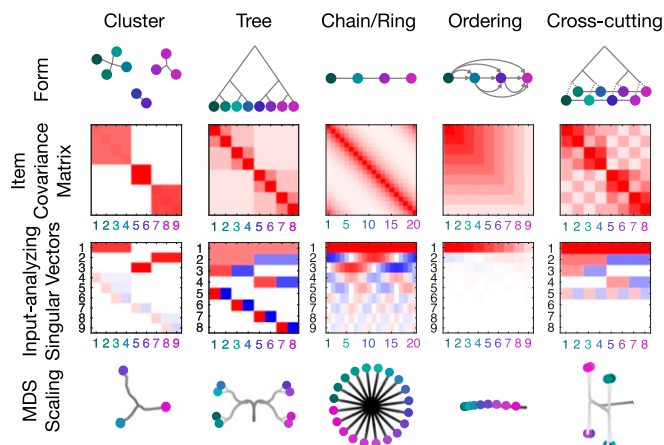 Cluster Tree Chain/Ring Ordering Cross-cutting
Form
Item
Covariance
Matrix
1 2 3 4 5 6 7 8 9 1 2 3 4 5 6 7 8 1 5 10 15 20 1 2 3 4 5 6 7 8 9 1 2 3 4 5 6 7 8
Input-analyzing
Singular Vectors
1 2 3 4 5 6 7 8 9
1 2 3 4 5 6 7 8
1 2 3 4 5 6 7 8 9
1 2 3 4 5 6 7 8 9
1 2 3 4 5 6 7 8
1 2 3 4 5 6 7 8 9 1 2 3 4 5 6 7 8 1 5 10 15 20 1 2 3 4 5 6 7 8 9 1 2 3 4 5 6 7 8
MDS
Scaling